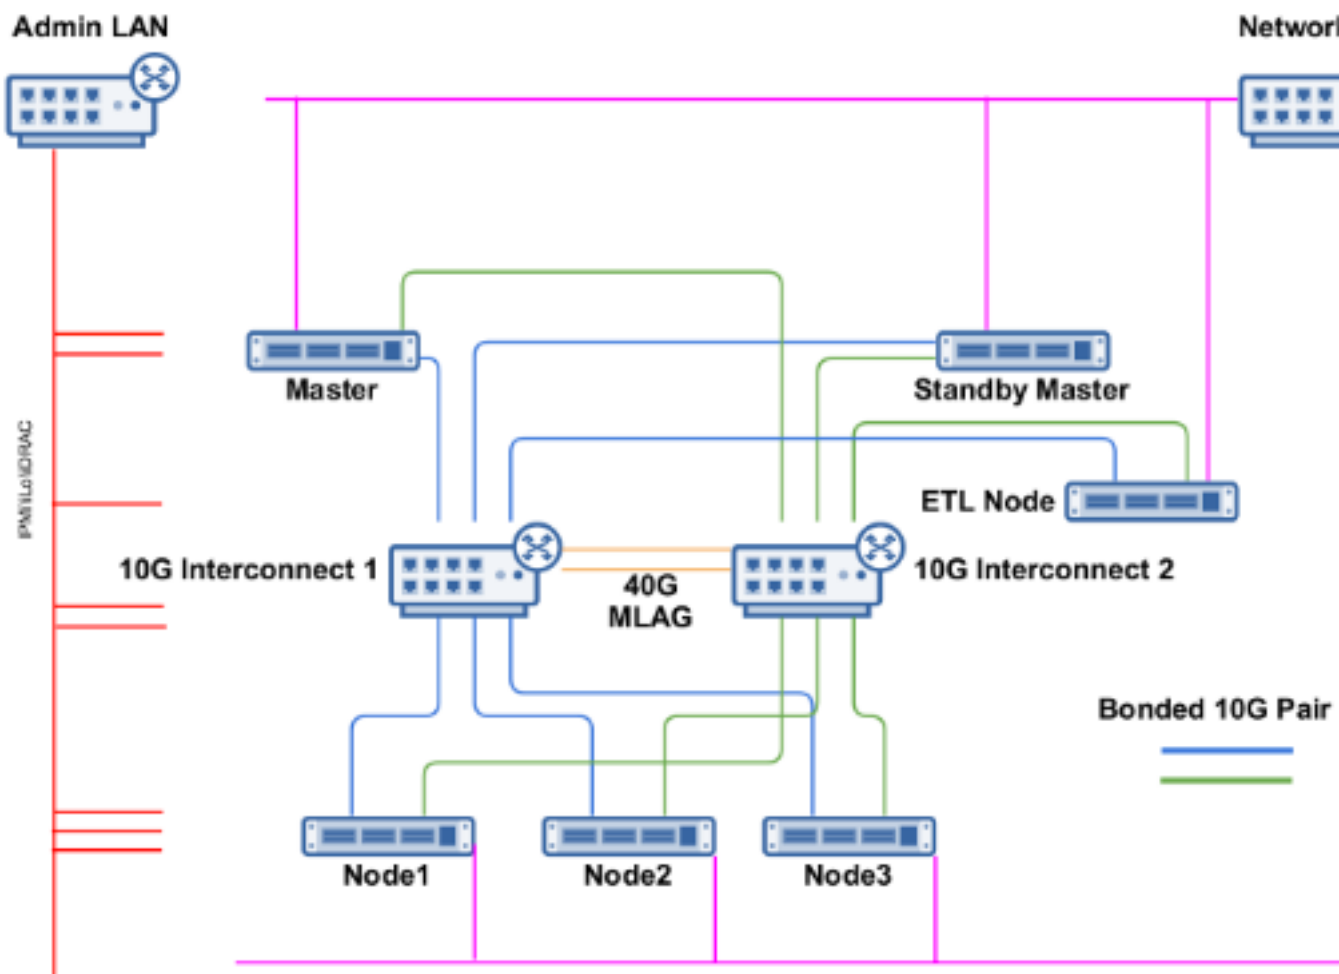 Admin LAN
Network
Master
Standby Master
ETL Node
10G Interconnect 1
40G
MLAG
10G Interconnect 2
Bonded 10G Pair
Node1
Node2
Node3